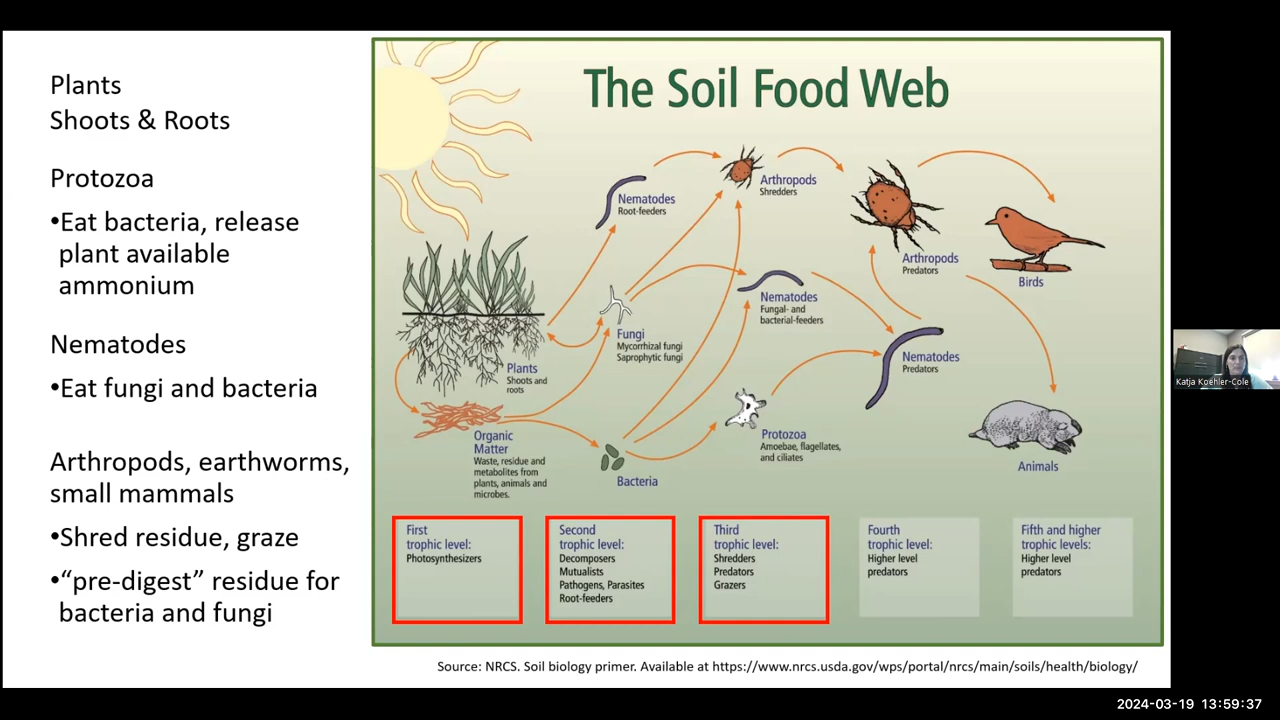 Plants
Shoots & Roots
Protozoa
•Eat bacteria, release
plant available
ammonium
Nematodes
•Eat fungi and bacteria
Arthropods, earthworms,
small mammals
•Shred residue, graze
•“pre-digest” residue for
bacteria and fungi
The Soil Food Web
Nematodes
Root-feeders
Arthropods
Shredders
Arthropods
Predators
Birds
Nematodes
Fungal- and
bacterial-feeders
Fungi
Mycorrhizal fungi
Saprophytic fungi
Nematodes
Predators
Plants
Shoots and
roots
Organic
Matter
Waste, residue and
metabolites from
plants, animals and
microbes.
Bacteria
Protozoa
Amoebae, flagellates,
and ciliates
Animals
First
trophic level:
Photosynthesizers
Second
trophic level:
Decomposers
Mutualists
Pathogens, Parasites
Root-feeders
Third
trophic level:
Shredders
Predators
Grazers
Fourth
trophic level:
Higher level
predators
Fifth and higher
trophic levels:
Higher level
predators
Source: NRCS. Soil biology primer. Available at https://www.nrcs.usda.gov/wps/portal/nrcs/main/soils/health/biology/
Katja Koehler-Cole
2024-03-19 13:59:37